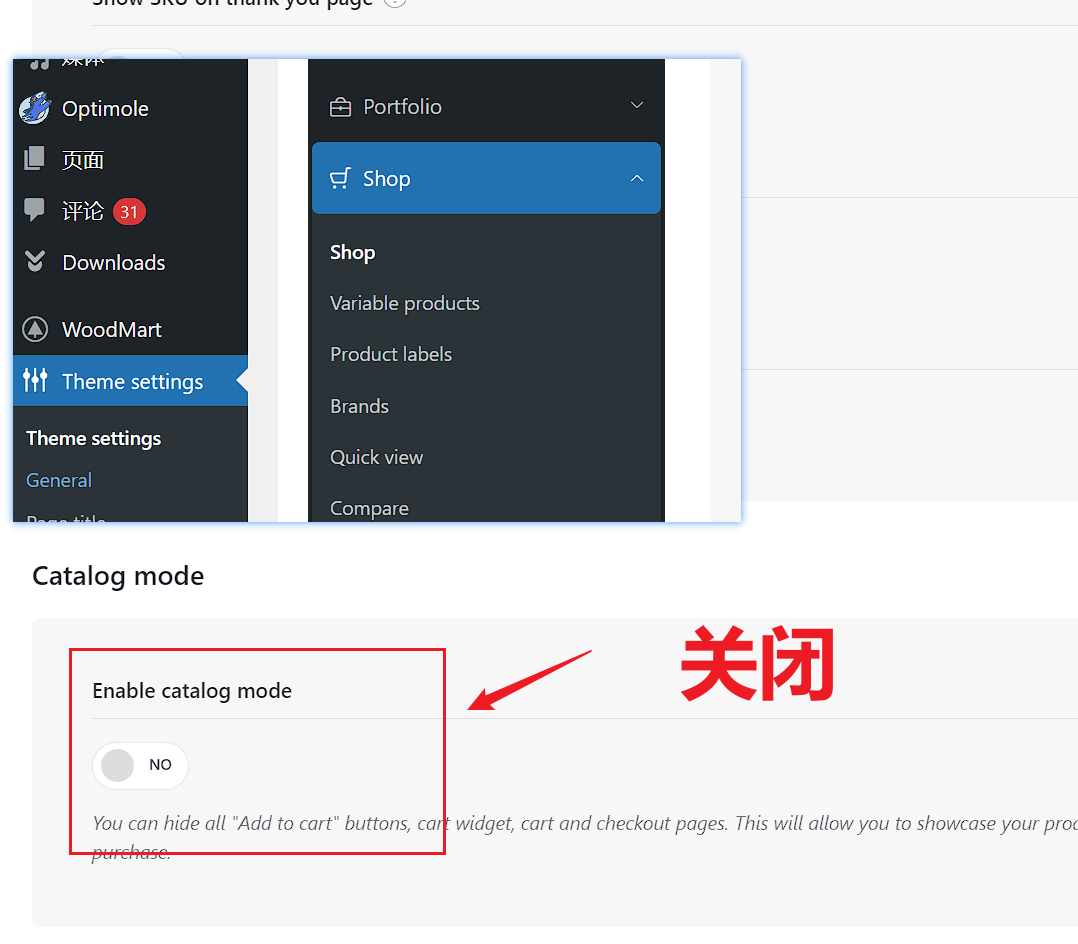 Show SKU on thank you page
媒体
Optimole
页面
评论 31
Downloads
WoodMart
Theme settings
Theme settings
General
Page title
Portfolio
Shop
Shop
Variable products
Product labels
Brands
Quick view
Compare
Catalog mode
关闭
Enable catalog mode
NO
You can hide all "Add to cart" buttons, cart widget, cart and checkout pages. This will allow you to showcase your
purchase.